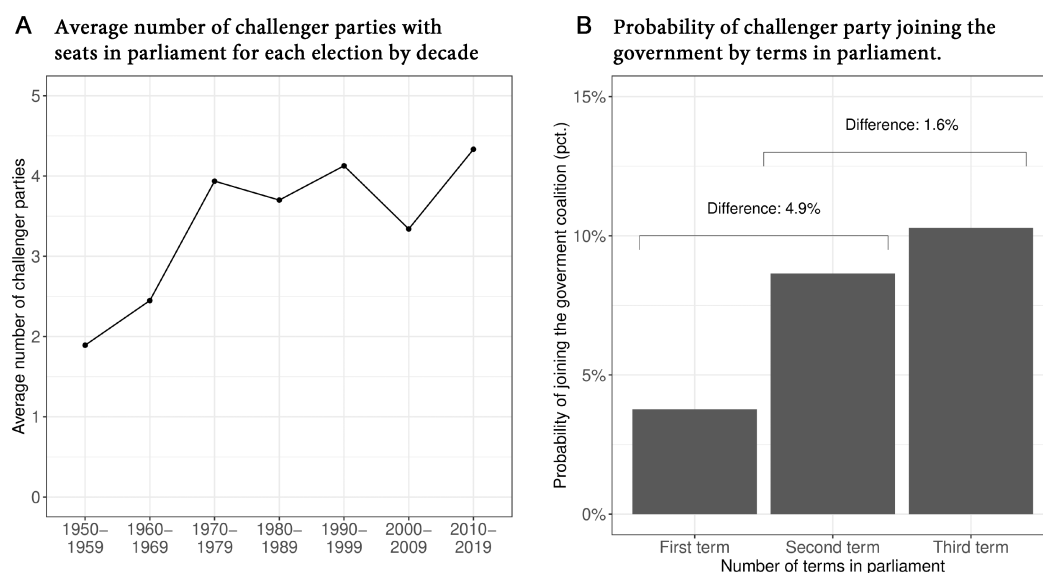 A Average number of challenger parties with
seats in parliament for each election by decade
Average number of challenger parties
5
4
3
2
1
0
1950–
1959
1960–
1969
1970–
1979
1980–
1989
1990–
1999
2000–
2009
2010–
2019
B Probability of challenger party joining the
government by terms in parliament.
Probability of joining the goverment coalition (pct.)
15%
10%
5%
0%
Difference: 1.6%
Difference: 4.9%
First term
Second term
Third term
Number of terms in parliament